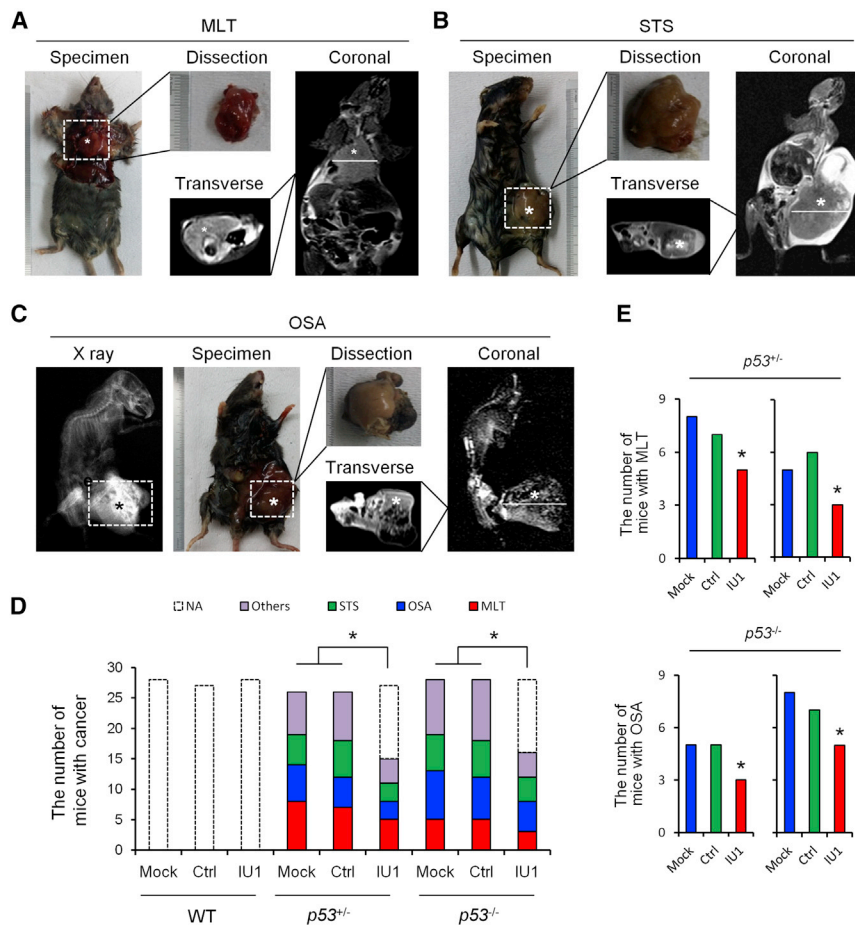 A
MLT
Specimen
Dissection
Coronal
Transverse
*
*
*
B
STS
Specimen
Dissection
Coronal
Transverse
*
*
*
C
OSA
X ray
Specimen
Dissection
Coronal
Transverse
*
*
*
*
D
NA
Others
STS
OSA
MLT
*
*
The number of
mice with cancer
30
25
20
15
10
5
0
Mock
Ctrl
IU1
Mock
Ctrl
IU1
Mock
Ctrl
IU1
WT
p53+/-
p53-/-
E
p53+/-
The number of
mice with MLT
9
6
3
0
*
*
Mock
Ctrl
IU1
Mock
Ctrl
IU1
p53-/-
The number of
mice with OSA
9
6
3
0
*
*
Mock
Ctrl
IU1
Mock
Ctrl
IU1